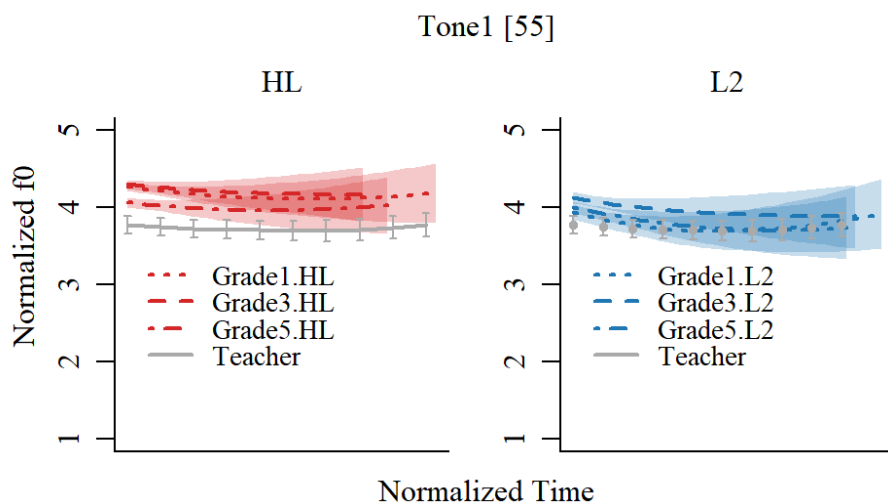 Tone1 [55]
HL
L2
Normalized f0
5
4
3
2
1
Grade1.HL
Grade3.HL
Grade5.HL
Teacher
5
4
3
2
1
Grade1.L2
Grade3.L2
Grade5.L2
Teacher
Normalized Time